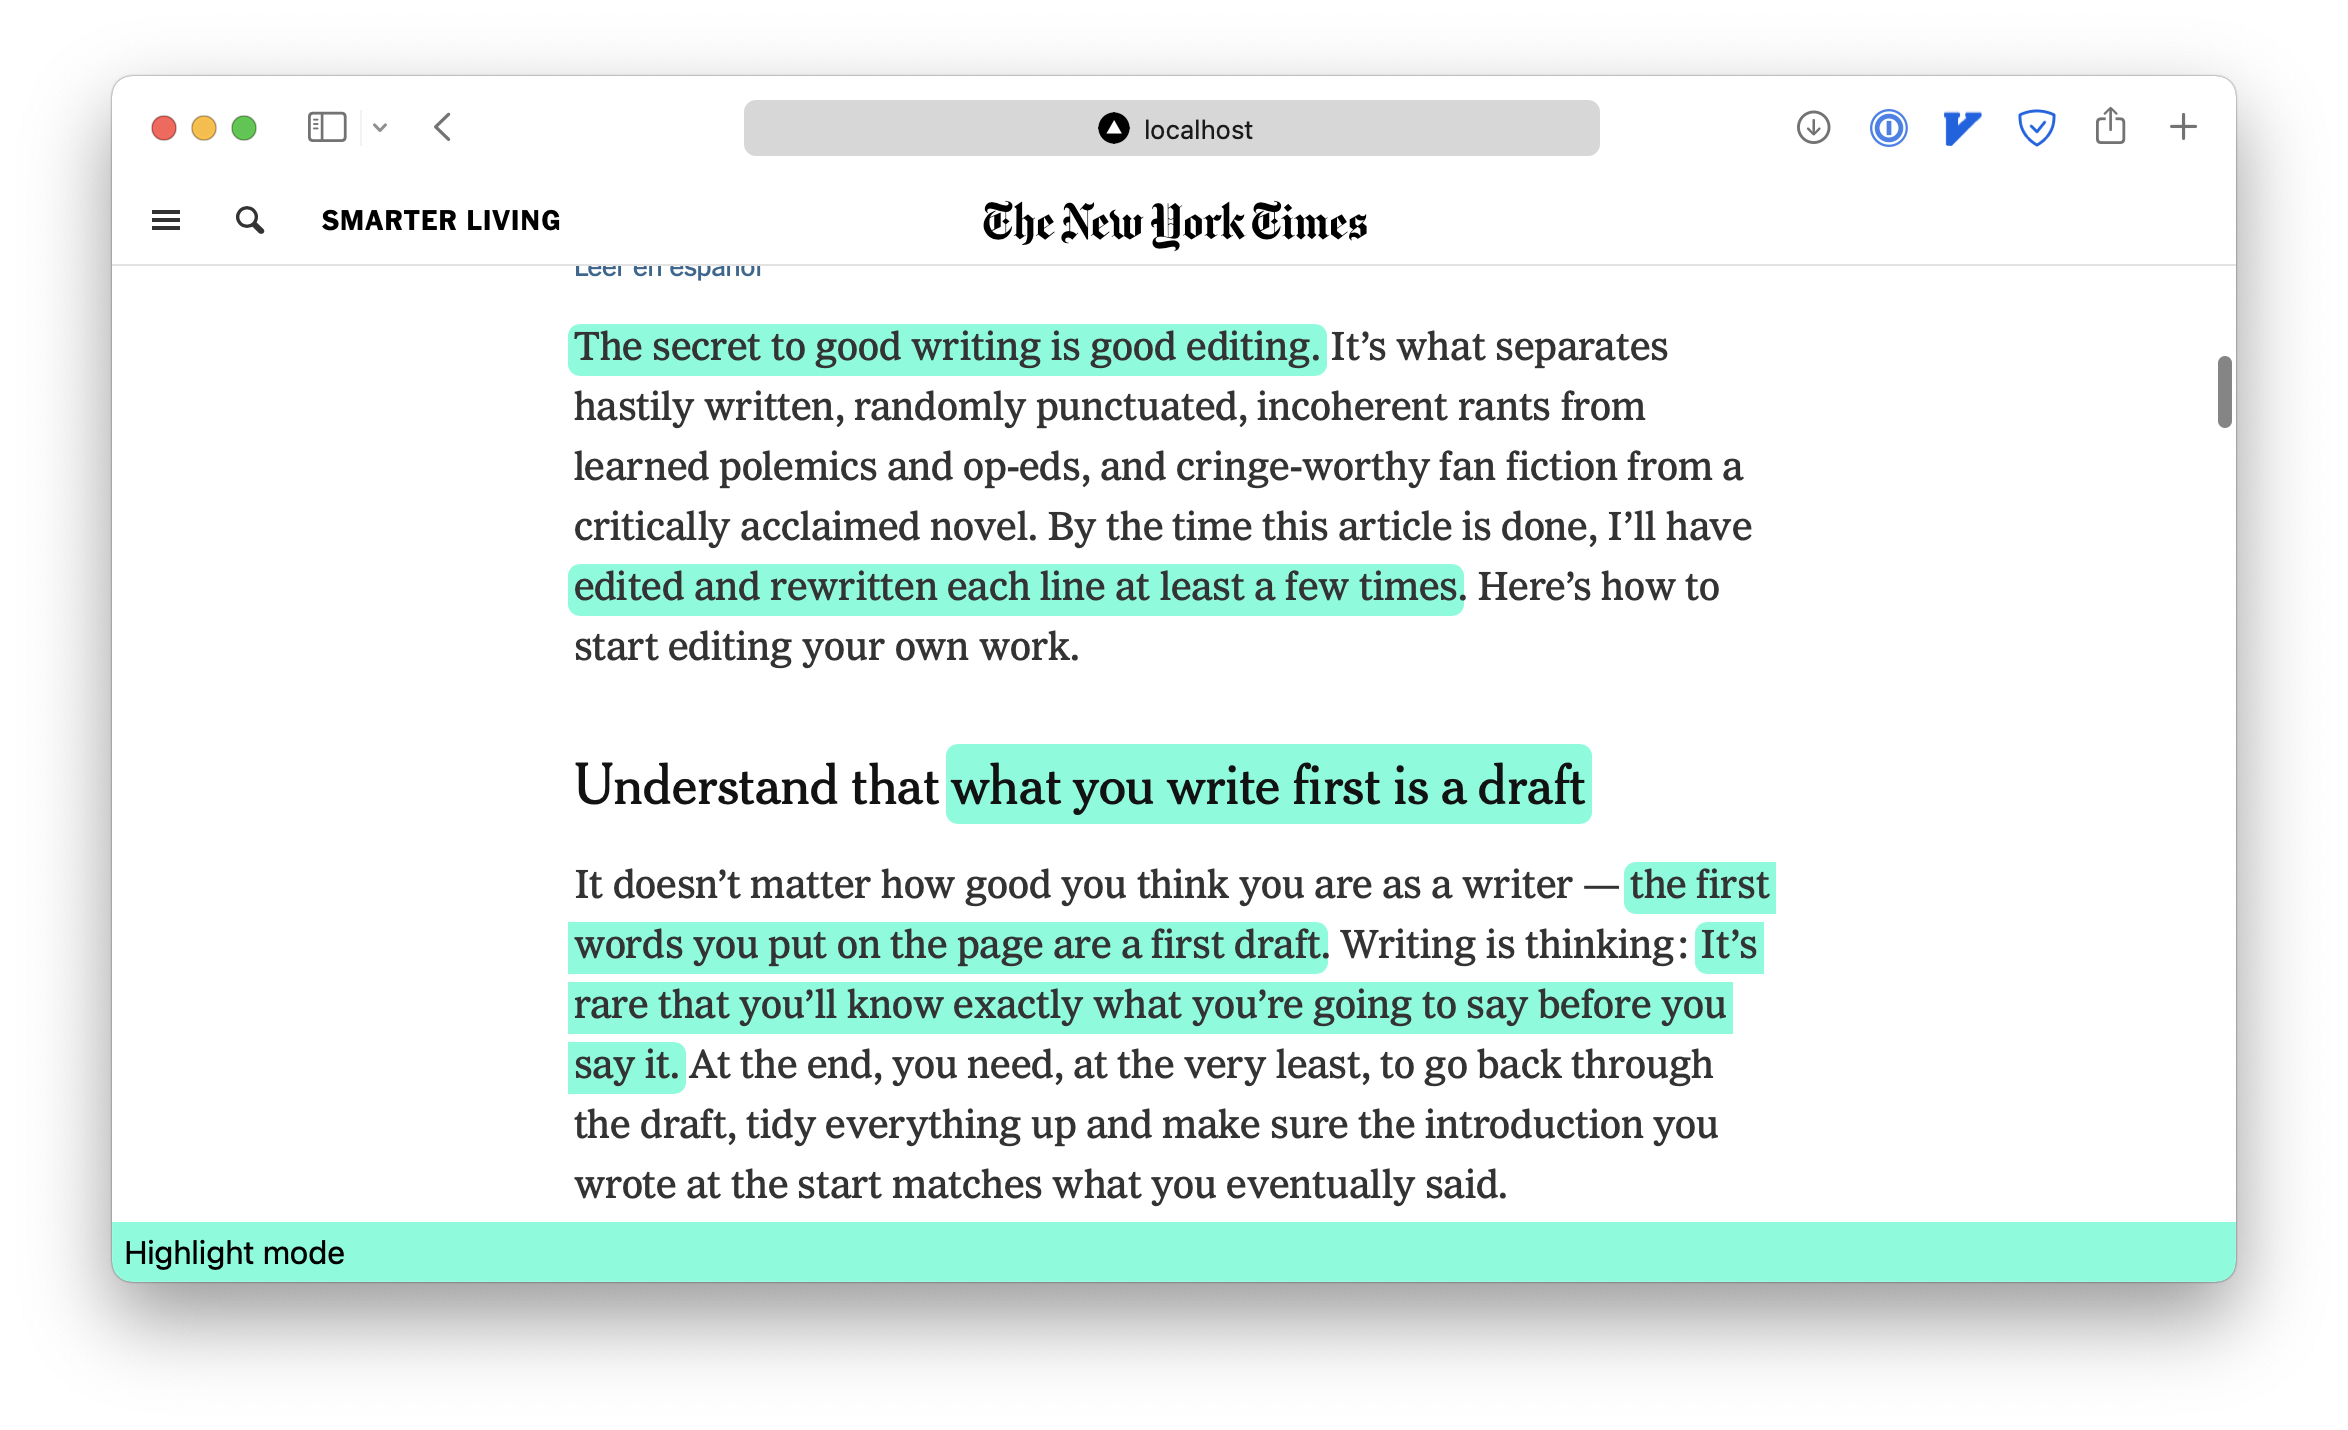 localhost
SMARTER LIVING
The New York Times
Leer en español
The secret to good writing is good editing. It’s what separates
hastily written, randomly punctuated, incoherent rants from
learned polemics and op-eds, and cringe-worthy fan fiction from a
critically acclaimed novel. By the time this article is done, I’ll have
edited and rewritten each line at least a few times. Here’s how to
start editing your own work.
Understand that what you write first is a draft
It doesn’t matter how good you think you are as a writer — the first
words you put on the page are a first draft. Writing is thinking: It’s
rare that you’ll know exactly what you’re going to say before you
say it. At the end, you need, at the very least, to go back through
the draft, tidy everything up and make sure the introduction you
wrote at the start matches what you eventually said.
Highlight mode